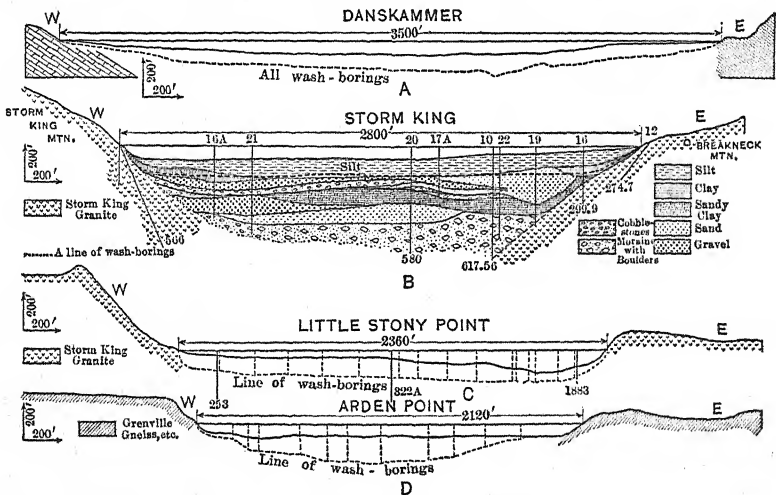 DANSKAMMER
W
E
3500'
200'
200'
All wash-borings
A
STORM KING
2800'
STORM
KING
MTN.
W
E
BREAKNECK
MTN.
16A
21
20
17A
10
22
19
16
12
Silt
200'
200'
Storm King
Granite
A line of wash-borings
500
580
617.56
274.7
Silt
Clay
Sandy
Clay
Sand
Gravel
Cobble-
stones
Moraine
with
Boulders
B
W
LITTLE STONY POINT
2360'
E
200'
200'
Storm King
Granite
Line of wash-borings
253
322A
1883
C
ARDEN POINT
2120'
W
E
200'
200'
Grenville
Gneiss, etc.
Line of wash-borings
D